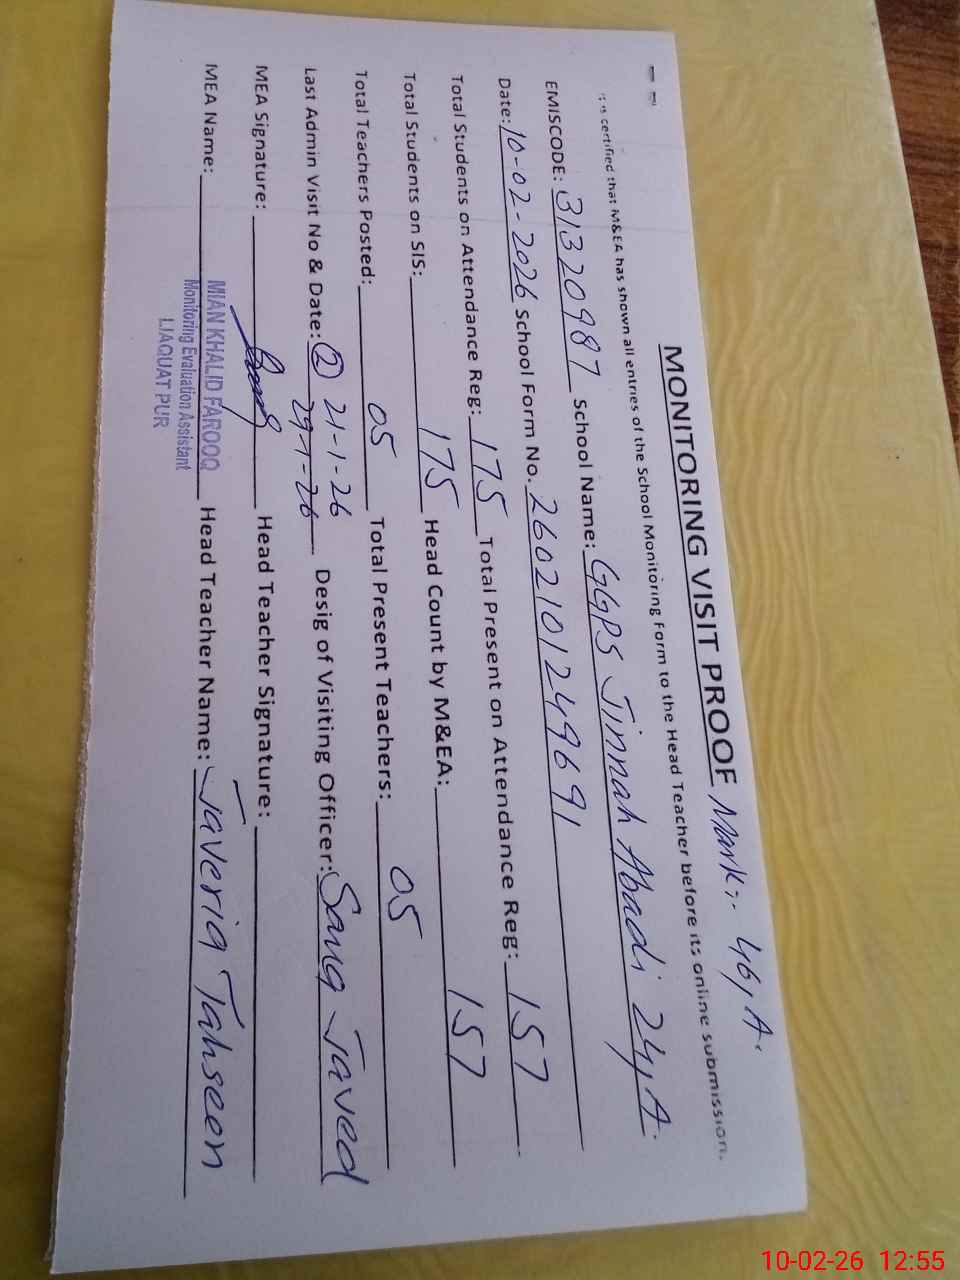 MONITORING VISIT PROOF Mark:- 46/A.
It is certified that M&EA has shown all entries of the School Monitoring Form to the Head Teacher before its online submission.
EMISCODE: 31320987 School Name: GGPS Jinnah Abadi 24/A.
Date: 10-02-2026 School Form No. 260210124969 1
Total Students on Attendance Reg: 175 Total Present on Attendance Reg: 157
Total Students on SIS: 175 Head Count by M&EA: 157
Total Teachers Posted: 05 Total Present Teachers: 05
Last Admin Visit No & Date: 2 21-1-26 29-1-26 Desig of Visiting Officer: Javed
MEA Signature: Head Teacher Signature:
MEA Name: MIAN KHALID FAROOQ Head Teacher Name: Javeria Tahseen
Monitoring Evaluation Assistant
LIAQUAT PUR
10-02-26 12:55